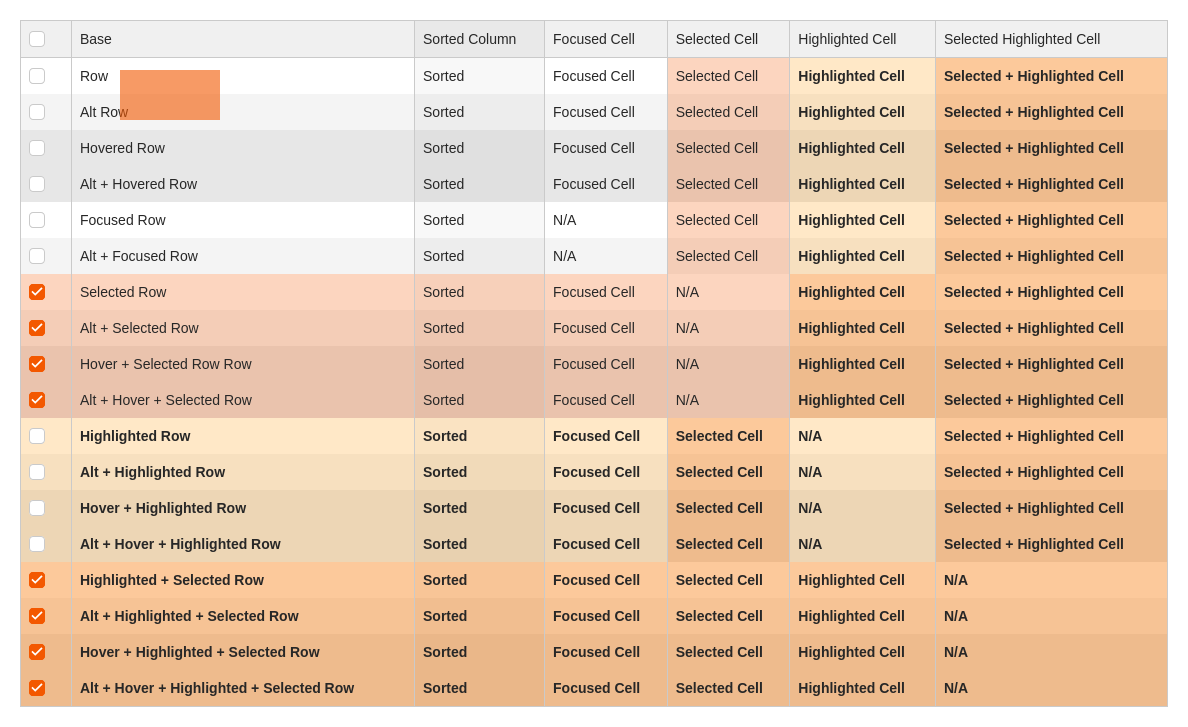 Base Sorted Column Focused Cell Selected Cell Highlighted Cell Selected Highlighted Cell
Row Sorted Focused Cell Selected Cell Highlighted Cell Selected + Highlighted Cell
Alt Row Sorted Focused Cell Selected Cell Highlighted Cell Selected + Highlighted Cell
Hovered Row Sorted Focused Cell Selected Cell Highlighted Cell Selected + Highlighted Cell
Alt + Hovered Row Sorted Focused Cell Selected Cell Highlighted Cell Selected + Highlighted Cell
Focused Row Sorted N/A Selected Cell Highlighted Cell Selected + Highlighted Cell
Alt + Focused Row Sorted N/A Selected Cell Highlighted Cell Selected + Highlighted Cell
Selected Row Sorted Focused Cell N/A Highlighted Cell Selected + Highlighted Cell
Alt + Selected Row Sorted Focused Cell N/A Highlighted Cell Selected + Highlighted Cell
Hover + Selected Row Row Sorted Focused Cell N/A Highlighted Cell Selected + Highlighted Cell
Alt + Hover + Selected Row Sorted Focused Cell N/A Highlighted Cell Selected + Highlighted Cell
Highlighted Row Sorted Focused Cell Selected Cell N/A Selected + Highlighted Cell
Alt + Highlighted Row Sorted Focused Cell Selected Cell N/A Selected + Highlighted Cell
Hover + Highlighted Row Sorted Focused Cell Selected Cell N/A Selected + Highlighted Cell
Alt + Hover + Highlighted Row Sorted Focused Cell Selected Cell N/A Selected + Highlighted Cell
Highlighted + Selected Row Sorted Focused Cell Selected Cell Highlighted Cell N/A
Alt + Highlighted + Selected Row Sorted Focused Cell Selected Cell Highlighted Cell N/A
Hover + Highlighted + Selected Row Sorted Focused Cell Selected Cell Highlighted Cell N/A
Alt + Hover + Highlighted + Selected Row Sorted Focused Cell Selected Cell Highlighted Cell N/A